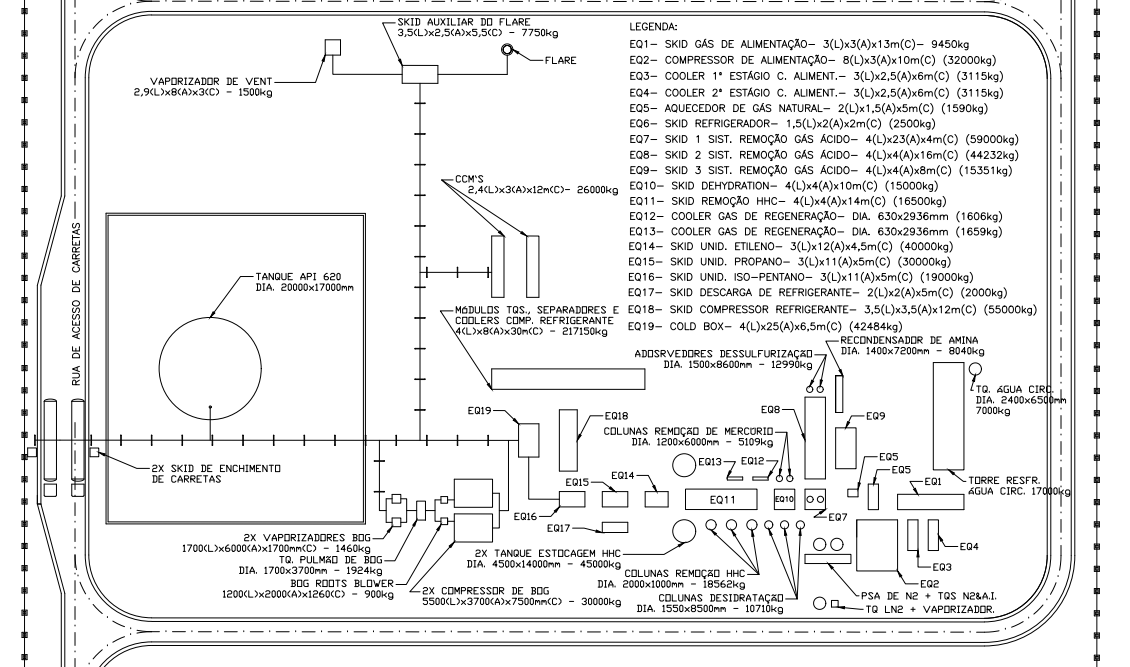 SKID AUXILIAR DO FLARE
3,5(L)x2,5(A)x5,5(C) - 7750kg
FLARE
VAPORIZADOR DE VENT
2,9(L)x8(A)x3(C) - 1500kg
LEGENDA:
EQ1- SKID GÁS DE ALIMENTAÇÃO- 3(L)x3(A)x13m(C)- 9450kg
EQ2- COMPRESSOR DE ALIMENTAÇÃO- 8(L)x3(A)x10m(C) (32000kg)
EQ3- COOLER 1° ESTÁGIO C. ALIMENT.- 3(L)x2,5(A)x6m(C) (3115kg)
EQ4- COOLER 2° ESTÁGIO C. ALIMENT.- 3(L)x2,5(A)x6m(C) (3115kg)
EQ5- AQUECEDOR DE GÁS NATURAL- 2(L)x1,5(A)x5m(C) (1590kg)
EQ6- SKID REFRIGERADOR- 1,5(L)x2(A)x2m(C) (2500kg)
EQ7- SKID 1 SIST. REMOÇÃO GÁS ÁCIDO- 4(L)x23(A)x4m(C) (59000kg)
EQ8- SKID 2 SIST. REMOÇÃO GÁS ÁCIDO- 4(L)x4(A)x16m(C) (44232kg)
EQ9- SKID 3 SIST. REMOÇÃO GÁS ÁCIDO- 4(L)x4(A)x8m(C) (15351kg)
EQ10- SKID DEHYDRATION- 4(L)x4(A)x10m(C) (15000kg)
EQ11- SKID REMOÇÃO HHC- 4(L)x4(A)x14m(C) (16500kg)
EQ12- COOLER GAS DE REGENERAÇÃO- DIA. 630x2936mm (1606kg)
EQ13- COOLER GAS DE REGENERAÇÃO- DIA. 630x2936mm (1659kg)
EQ14- SKID UNID. ETILENO- 3(L)x12(A)x4,5m(C) (40000kg)
EQ15- SKID UNID. PROPANO- 3(L)x11(A)x5m(C) (30000kg)
EQ16- SKID UNID. ISO-PENTANO- 3(L)x11(A)x5m(C) (19000kg)
EQ17- SKID DESCARGA DE REFRIGERANTE- 2(L)x2(A)x5m(C) (2000kg)
EQ18- SKID COMPRESSOR REFRIGERANTE- 3,5(L)x3,5(A)x12m(C) (55000kg)
EQ19- COLD BOX- 4(L)x25(A)x6,5m(C) (42484kg)
CCM'S
2,4(L)x3(A)x12m(C)- 26000kg
RUA DE ACESSO DE CARRETAS
TANQUE API 620
DIA. 20000x17000mm
MóDULOS TQS., SEPARADORES E
COOLERS COMP. REFRIGERANTE
4(L)x8(A)x30m(C) - 217150kg
RECONDENSADOR DE AMINA
DIA. 1400x7200mm - 8040kg
ADOSRVEDORES DESSULFURIZAÇÃO
DIA. 1500x8600mm - 12990kg
TQ. ÁGUA CIRC.
DIA. 2400x6500mm
7000kg
EQ19
EQ18
EQ8
EQ9
COLUNAS REMOÇÃO DE MERCÚRIO
DIA. 1200x6000mm - 5109kg
2X SKID DE ENCHIMENTO
DE CARRETAS
EQ13
EQ12
EQ5
EQ5
EQ15
EQ14
EQ1
TORRE RESFR.
ÁGUA CIRC. 17000kg
EQ11
EQ10
EQ16
EQ17
EQ7
2X VAPORIZADORES BOG
1700(L)x6000(A)x1700mm(C) - 1460kg
TQ. PULMÃO DE BOG
DIA. 1700x3700mm - 1924kg
BOG ROOTS BLOWER
1200(L)x2000(A)x1260(C) - 900kg
2X COMPRESSOR DE BOG
5500(L)x3700(A)x7500mm(C) - 30000kg
2X TANQUE ESTOCAGEM HHC
DIA. 4500x14000mm - 45000kg
COLUNAS REMOÇÃO HHC
DIA. 2000x1000mm - 18562kg
COLUNAS DESIDRATAÇÃO
DIA. 1550x8500mm - 10710kg
EQ4
EQ3
EQ2
PSA DE N2 + TQS N2&A.I.
TQ LN2 + VAPORIZADOR.